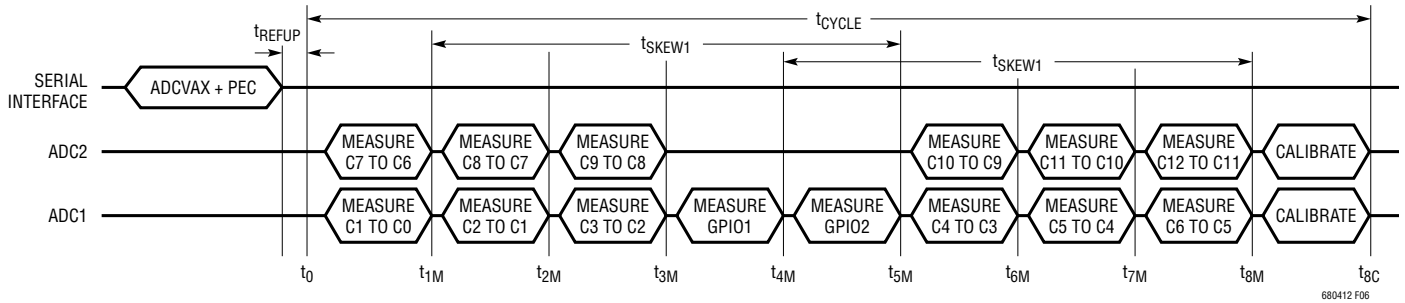 tCYCLE
tREFUP
tSKEW1
tSKEW1
SERIAL
INTERFACE
ADCVAX + PEC
ADC2
MEASURE
C7 TO C6
MEASURE
C8 TO C7
MEASURE
C9 TO C8
MEASURE
C10 TO C9
MEASURE
C11 TO C10
MEASURE
C12 TO C11
CALIBRATE
ADC1
MEASURE
C1 TO C0
MEASURE
C2 TO C1
MEASURE
C3 TO C2
MEASURE
GPIO1
MEASURE
GPIO2
MEASURE
C4 TO C3
MEASURE
C5 TO C4
MEASURE
C6 TO C5
CALIBRATE
t0 t1M t2M t3M t4M t5M t6M t7M t8M t8C
680412 F06